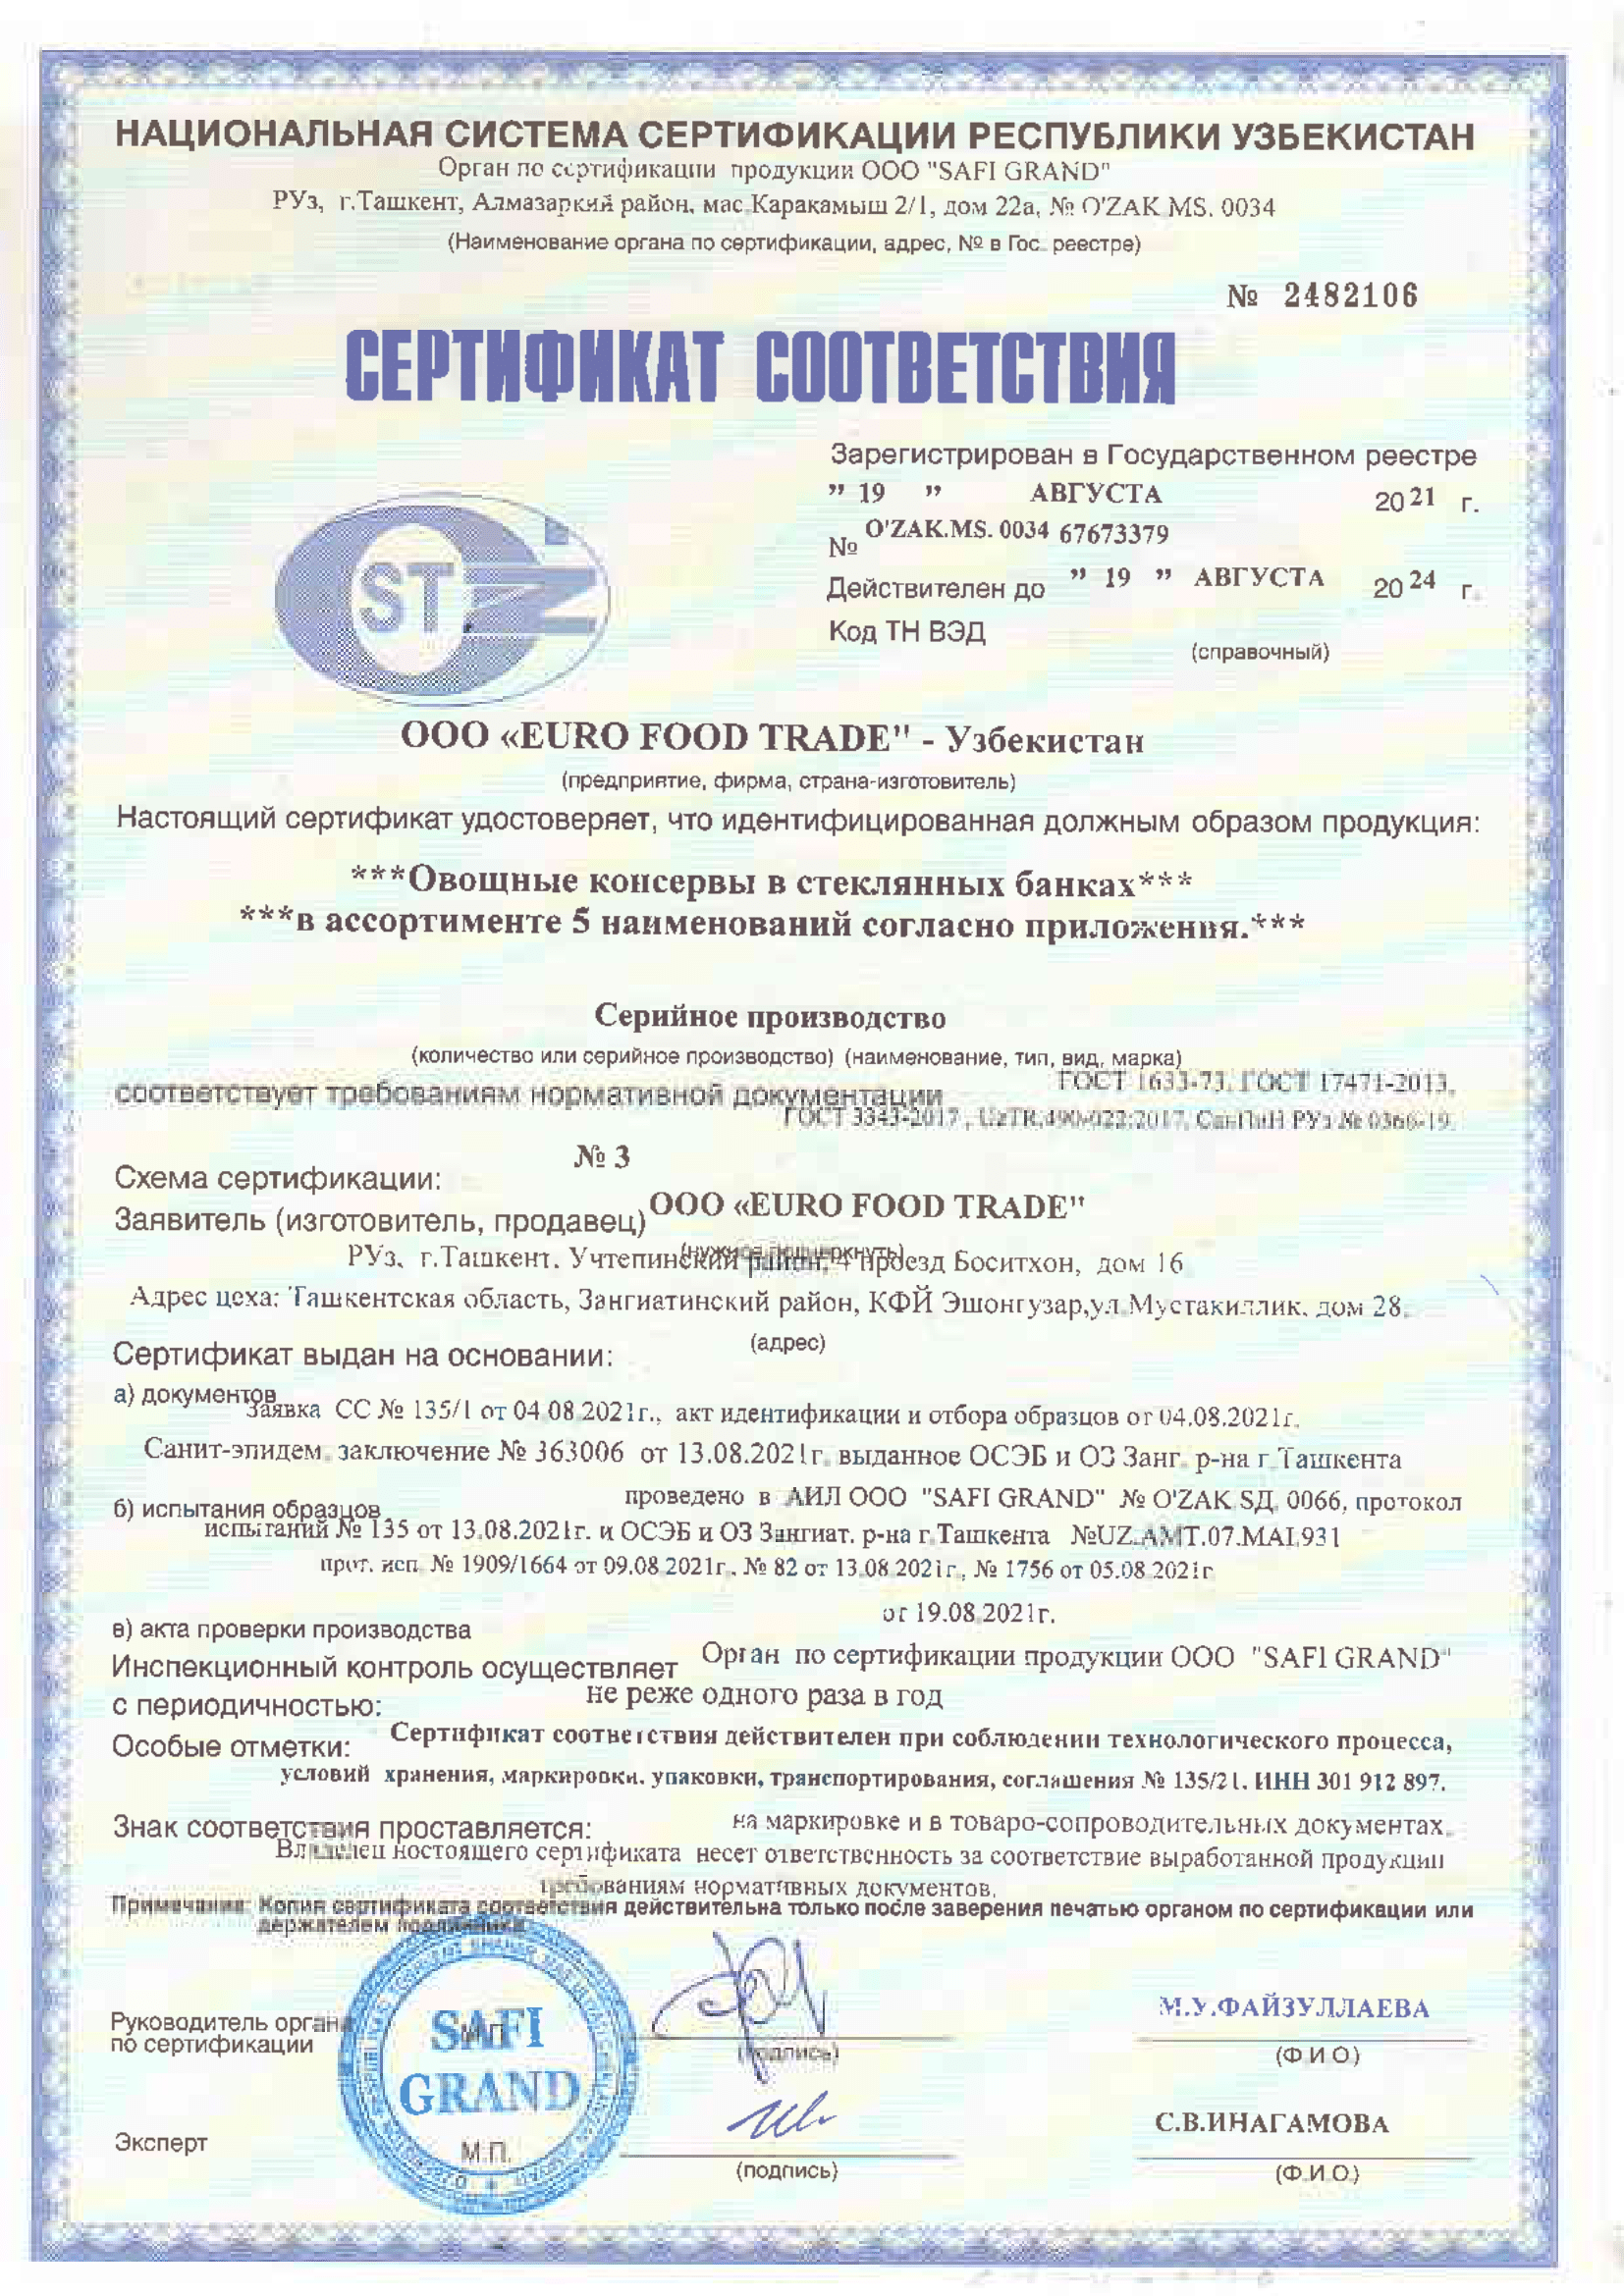 НАЦИОНАЛЬНАЯ СИСТЕМА СЕРТИФИКАЦИИ РЕСПУБЛИКИ УЗБЕКИСТАН
Орган по сертификации продукции ООО "SAFI GRAND"
РУз, г.Ташкент, Алмазаркий район, мас.Каракамыш 2/1, дом 22а, № O'ZAK.MS. 0034
(Наименование органа по сертификации, адрес, № в Гос. реестре)
№ 2482106
СЕРТИФИКАТ СООТВЕТСТВИЯ
Зарегистрирован в Государственном реестре
" 19 " АВГУСТА 2021 г.
№ O'ZAK.MS. 0034 67673379
Действителен до " 19 " АВГУСТА 2024 г.
Код ТН ВЭД
(справочный)
ST
ООО «EURO FOOD TRADE" - Узбекистан
(предприятие, фирма, страна-изготовитель)
Настоящий сертификат удостоверяет, что идентифицированная должным образом продукция:
***Овощные консервы в стеклянных банках***
***в ассортименте 5 наименований согласно приложения.***
Серийное производство
(количество или серийное производство) (наименование, тип, вид, марка)
соответствует требованиям нормативной документации ГОСТ 1633-73, ГОСТ 17471-2013,
ГОСТ 3343-2017, UzTR.490-022:2017, СанПиН РУз № 0366-19.
Схема сертификации: № 3
Заявитель (изготовитель, продавец) ООО «EURO FOOD TRADE"
(нужное подчеркнуть)
РУз, г.Ташкент, Учтепинский район, 4 проезд Боситхон, дом 16
Адрес цеха: Ташкентская область, Зангиатинский район, КФЙ Эшонгузар,ул.Мустакиллик, дом 28.
(адрес)
Сертификат выдан на основании:
а) документов Заявка СС № 135/1 от 04.08.2021г., акт идентификации и отбора образцов от 04.08.2021г.
Санит-эпидем. заключение № 363006 от 13.08.2021г. выданное ОСЭБ и ОЗ Занг. р-на г.Ташкента
б) испытания образцов проведено в АИЛ ООО "SAFI GRAND" № O'ZAK.SД. 0066, протокол
испытаний № 135 от 13.08.2021г. и ОСЭБ и ОЗ Зангиат. р-на г.Ташкента №UZ.AMT.07.MAI.931
прот. исп. № 1909/1664 от 09.08.2021г., № 82 от 13.08.2021г., № 1756 от 05.08.2021г
в) акта проверки производства от 19.08.2021г.
Инспекционный контроль осуществляет Орган по сертификации продукции ООО "SAFI GRAND"
с периодичностью: не реже одного раза в год
Особые отметки: Сертификат соответствия действителен при соблюдении технологического процесса,
условий хранения, маркировки, упаковки, транспортирования, соглашения № 135/21. ИНН 301 912 897.
Знак соответствия проставляется: на маркировке и в товаро-сопроводительных документах.
Владелец ностоящего сертификата несет ответственность за соответствие выработанной продукции
требованиям нормативных документов.
Примечание: Копия сертификата соответствия действительна только после заверения печатью органом по сертификации или
держателем подлинника
Руководитель органа
по сертификации
М.П.
SAFI
GRAND
(подпись)
М.У.ФАЙЗУЛЛАЕВА
(Ф.И.О.)
Эксперт
М.П.
(подпись)
С.В.ИНАГАМОВА
(Ф.И.О.)